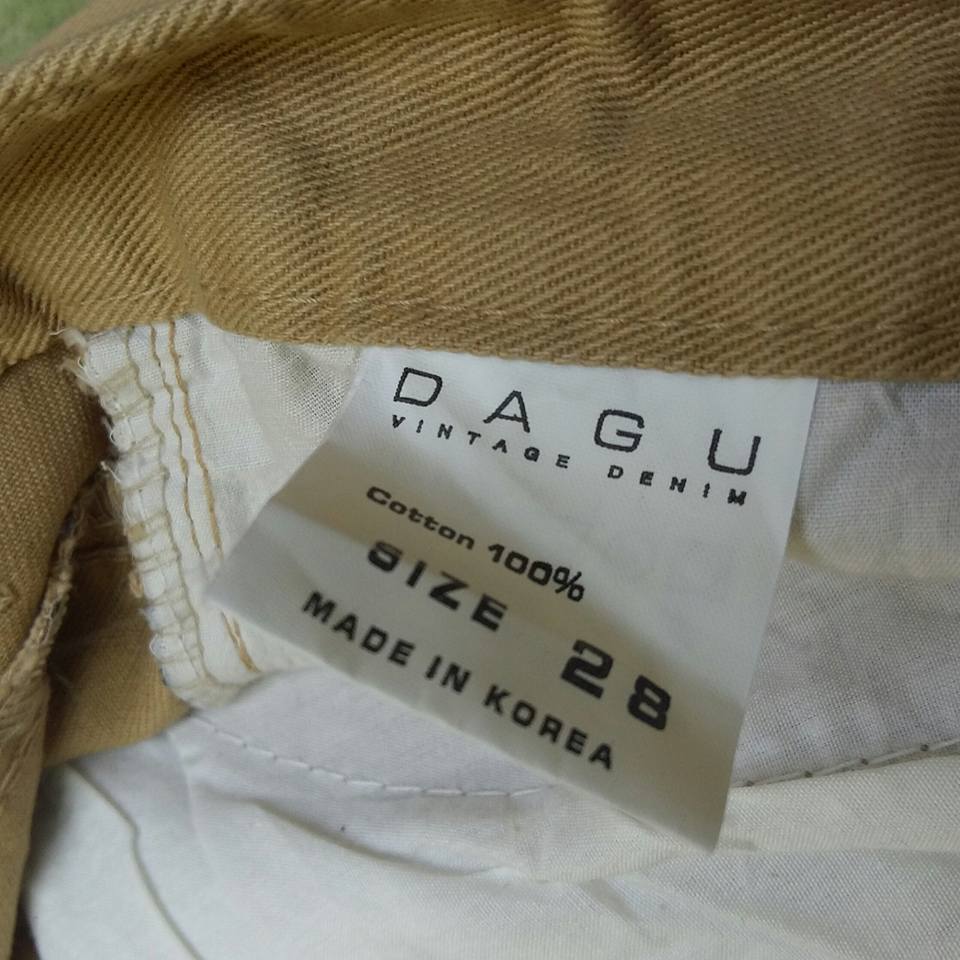 DAGU
VINTAGE DENIM
Cotton 100%
SIZE 28
MADE IN KOREA